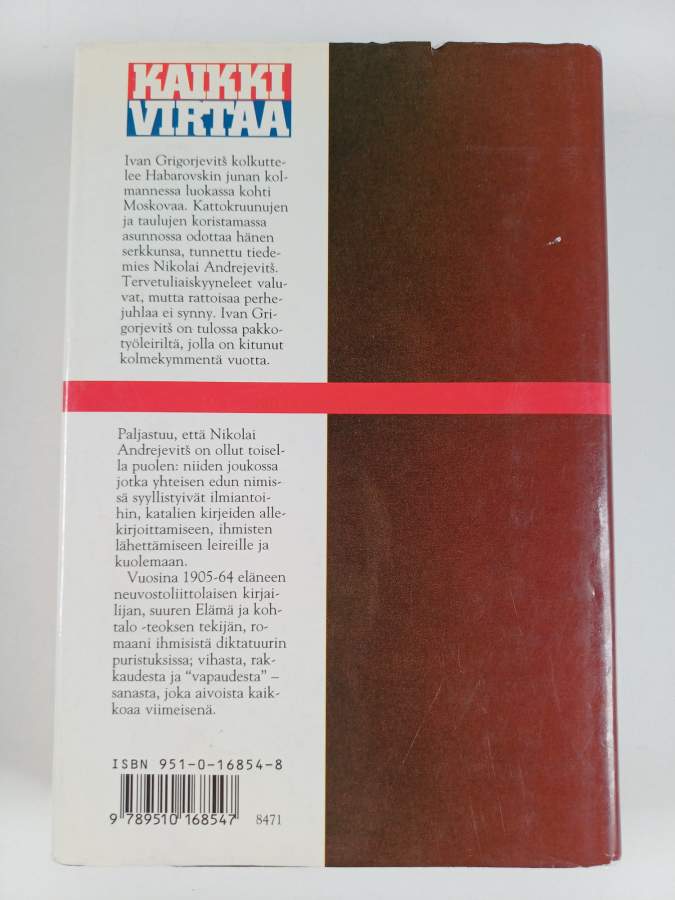 KAIKKI
VIRTAA
Ivan Grigorjevitš kolkutte-
lee Habarovskin junan kol-
mannessa luokassa kohti
Moskovaa. Kattokruunujen
ja taulujen koristamassa
asunnossa odottaa hänen
serkkunsa, tunnettu tiede-
mies Nikolai Andrejevitš.
Tervetuliaiskyyneleet valu-
vat, mutta rattoisaa perhe-
juhlaa ei synny. Ivan Gri-
gorjevitš on tulossa pakko-
työleiriltä, jolla on kitunut
kolmekymmentä vuotta.
Paljastuu, että Nikolai
Andrejevitš on ollut toisel-
la puolen: niiden joukossa
jotka yhteisen edun nimis-
sä syyllistyivät ilmiantoi-
hin, katalien kirjeiden alle-
kirjoittamiseen, ihmisten
lähettämiseen leireille ja
kuolemaan.
Vuosina 1905-64 eläneen
neuvostoliittolaisen kirjai-
lijan, suuren Elämä ja koh-
talo -teoksen tekijän, ro-
maani ihmisistä diktatuurin
puristuksissa; vihasta, rak-
kaudesta ja "vapaudesta" –
sanasta, joka aivoista kaik-
koaa viimeisenä.
ISBN 951-0-16854-8
9 789510 168547 8471